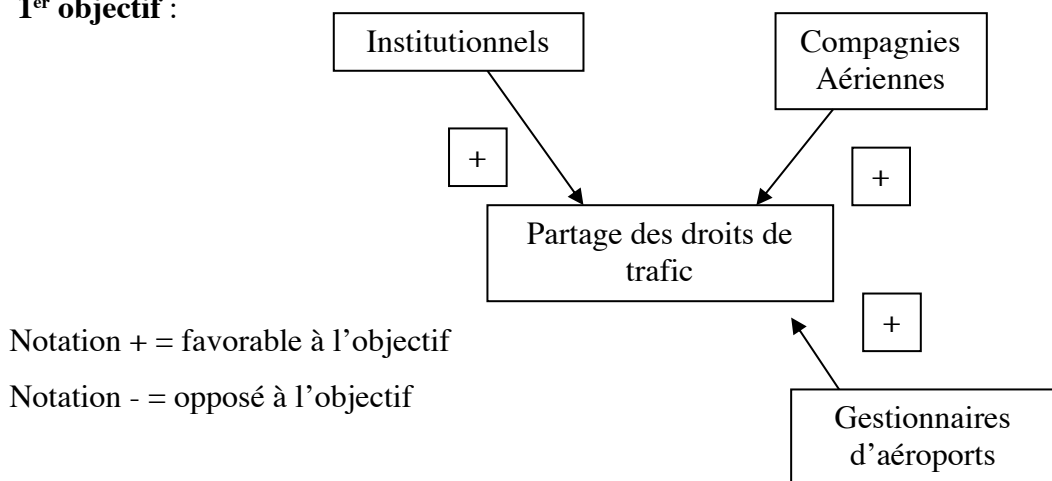 1er objectif :
Institutionnels
Compagnies
Aériennes
+
+
Partage des droits de
trafic
+
Notation + = favorable à l’objectif
Notation - = opposé à l’objectif
Gestionnaires
d’aéroports